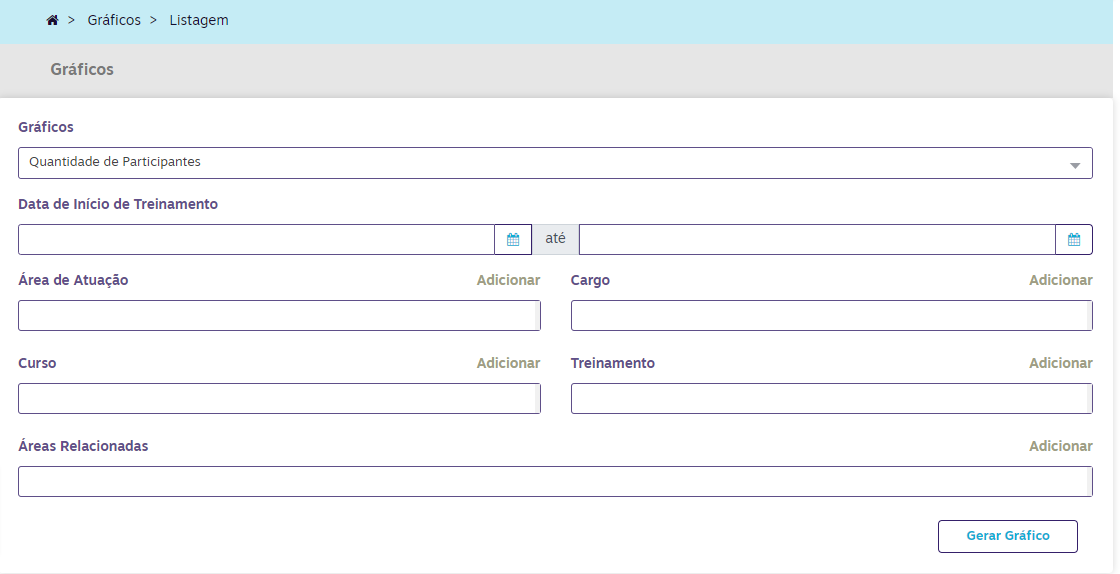 > Gráficos > Listagem
Gráficos
Gráficos
Quantidade de Participantes
Data de Início de Treinamento
até
Área de Atuação Adicionar Cargo Adicionar
Curso Adicionar Treinamento Adicionar
Áreas Relacionadas Adicionar
Gerar Gráfico